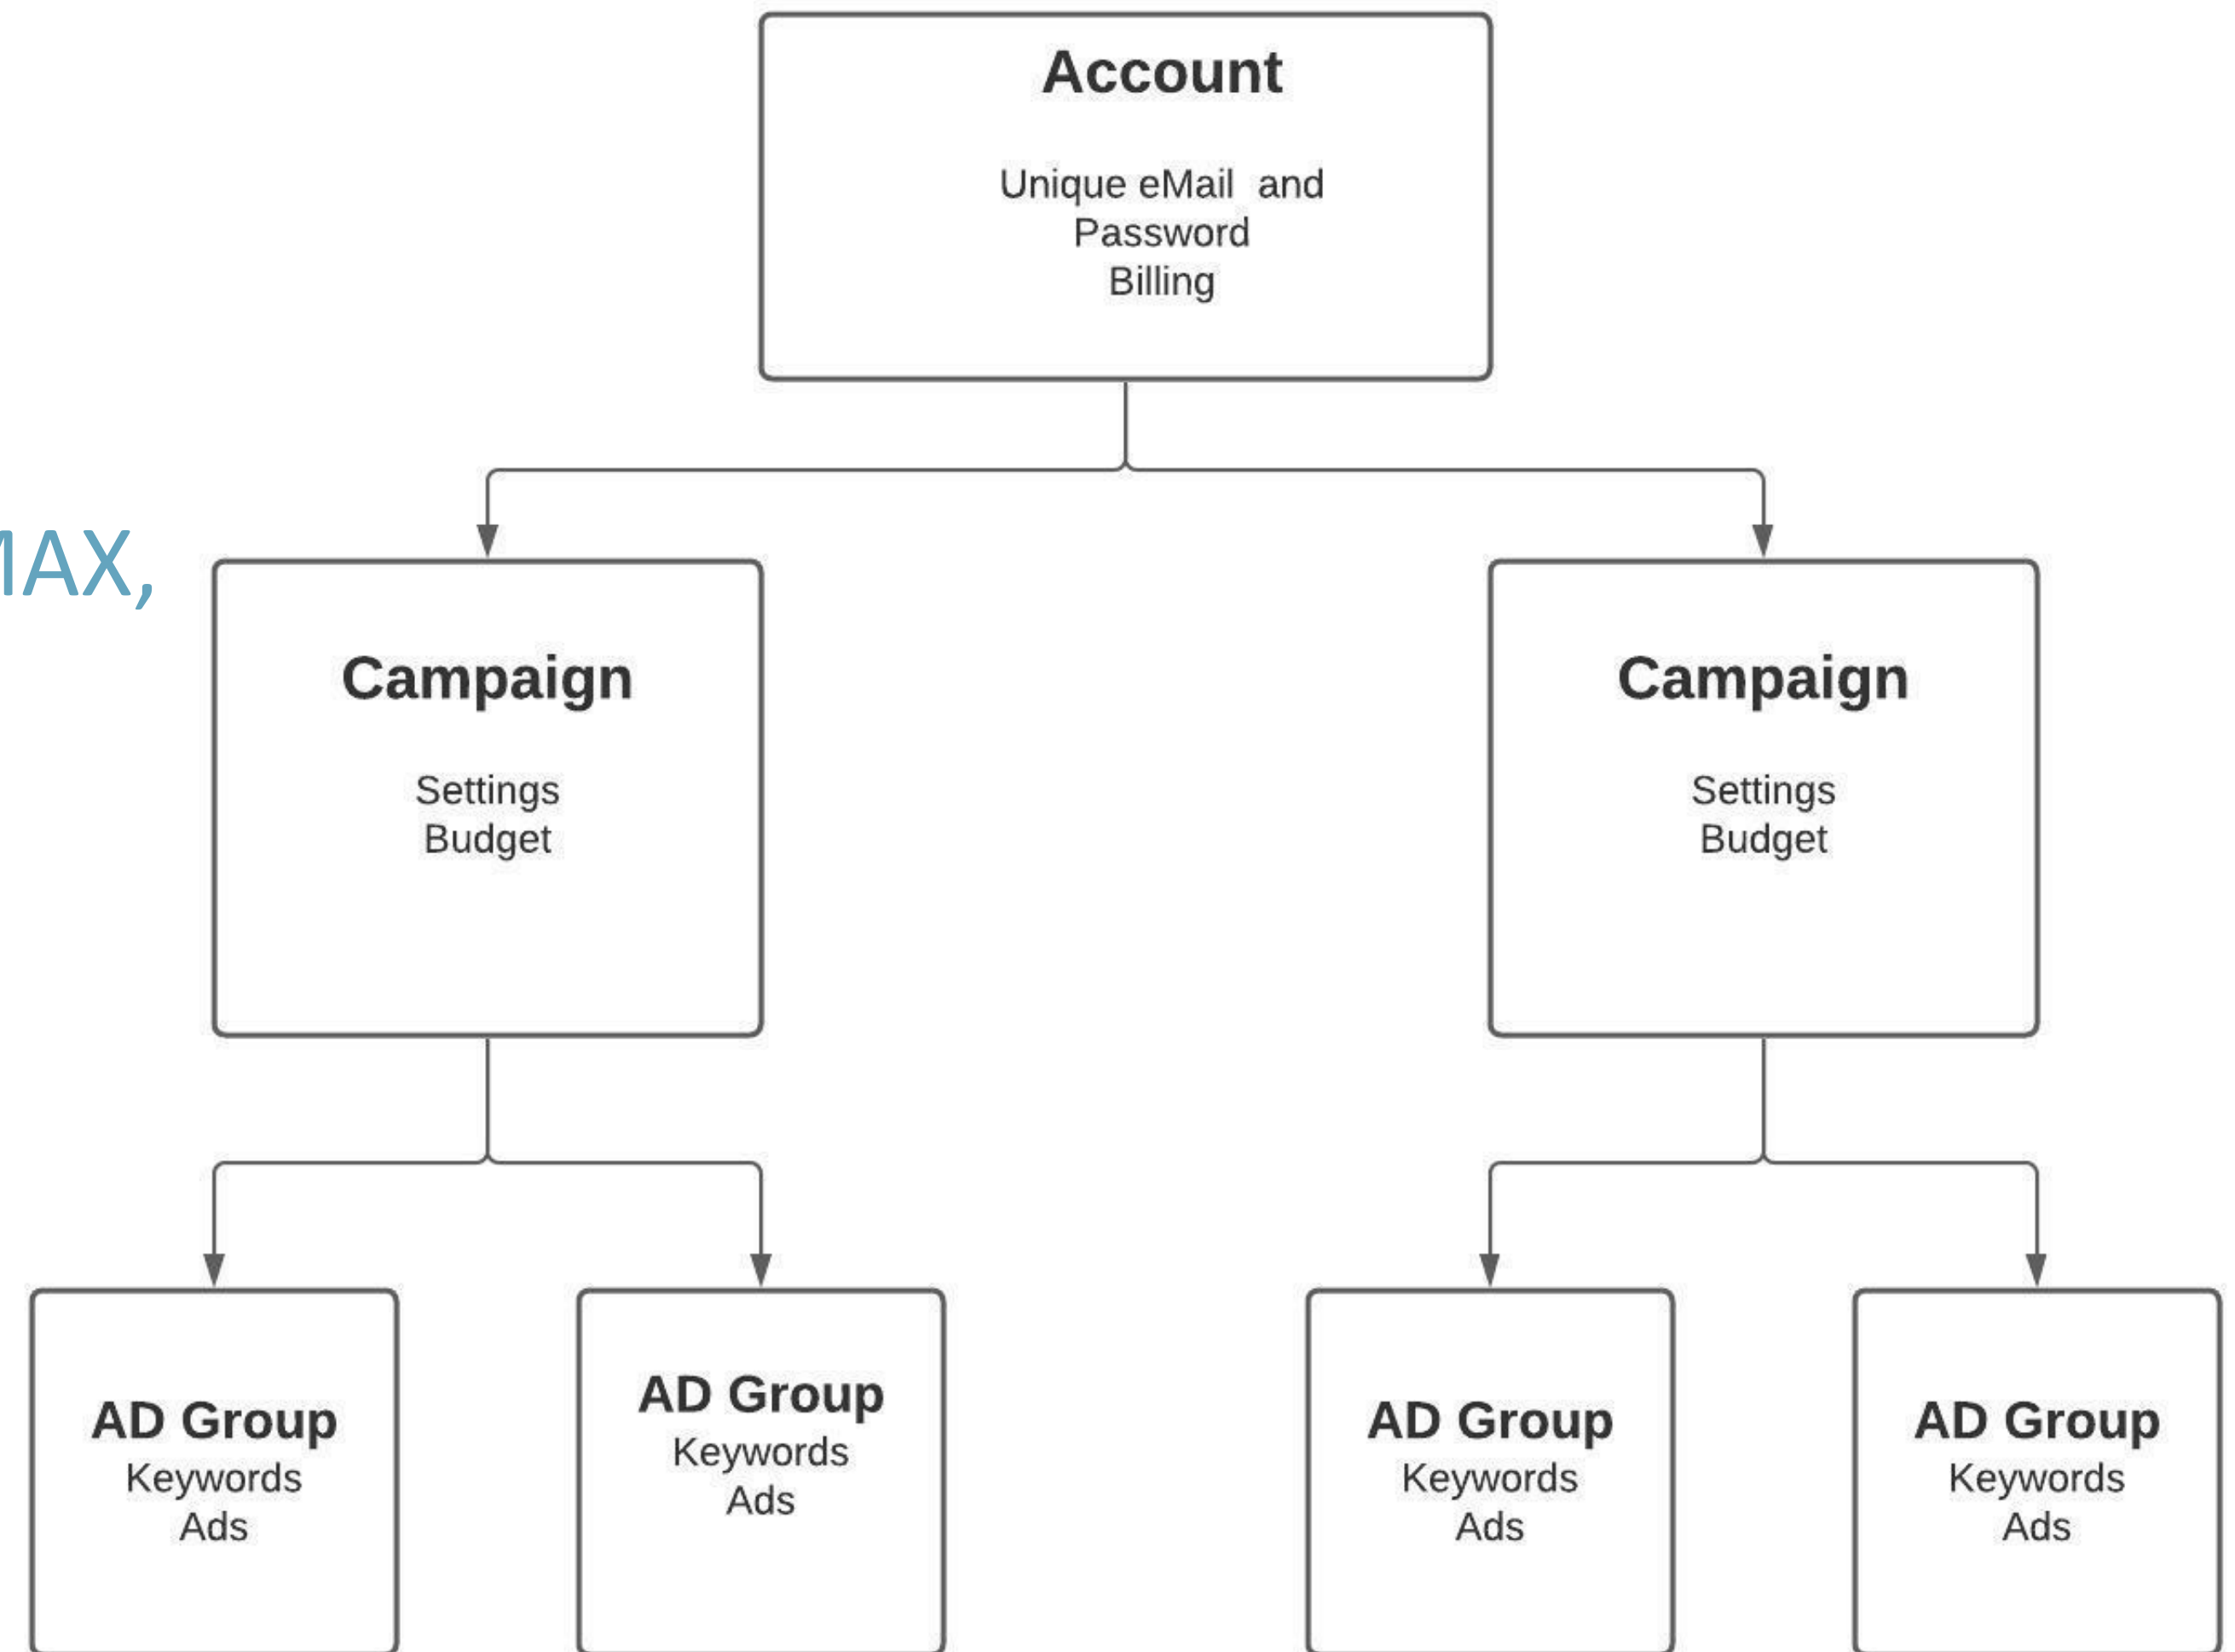 Account
Unique eMail and
Password
Billing
MAX,
Campaign
Settings
Budget
Campaign
Settings
Budget
AD Group
Keywords
Ads
AD Group
Keywords
Ads
AD Group
Keywords
Ads
AD Group
Keywords
Ads